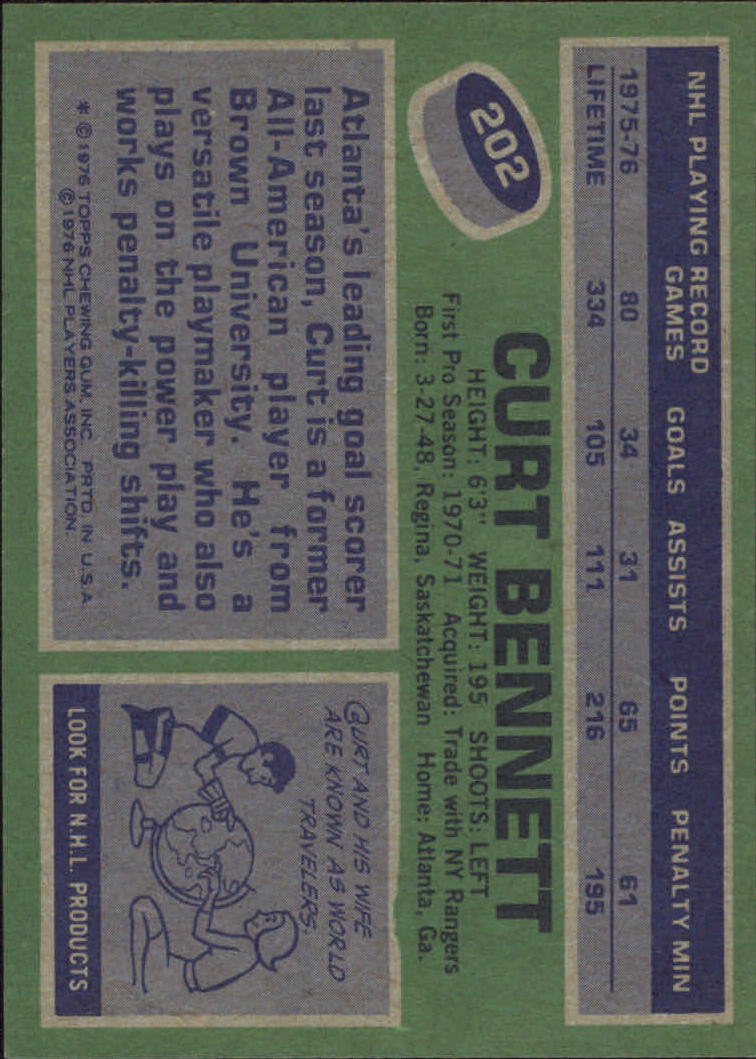 NHL PLAYING RECORD
GAMES GOALS ASSISTS POINTS PENALTY MIN
1975-76 80 34 31 65 61
LIFETIME 334 105 111 216 195
202
CURT BENNETT
HEIGHT: 6'3" WEIGHT: 195 SHOOTS: LEFT
First Pro Season: 1970-71 Acquired: Trade with NY Rangers
Born: 3-27-48, Regina, Saskatchewan Home: Atlanta, Ga.
Atlanta's leading goal scorer
last season, Curt is a former
All-American player from
Brown University. He's a
versatile playmaker who also
plays on the power play and
works penalty-killing shifts.
* © 1976 TOPPS CHEWING GUM, INC. PRTD. IN U.S.A.
© 1976 NHL PLAYERS ASSOCIATION.
CURT AND HIS WIFE
ARE KNOWN AS WORLD
TRAVELERS.
LOOK FOR N.H.L. PRODUCTS